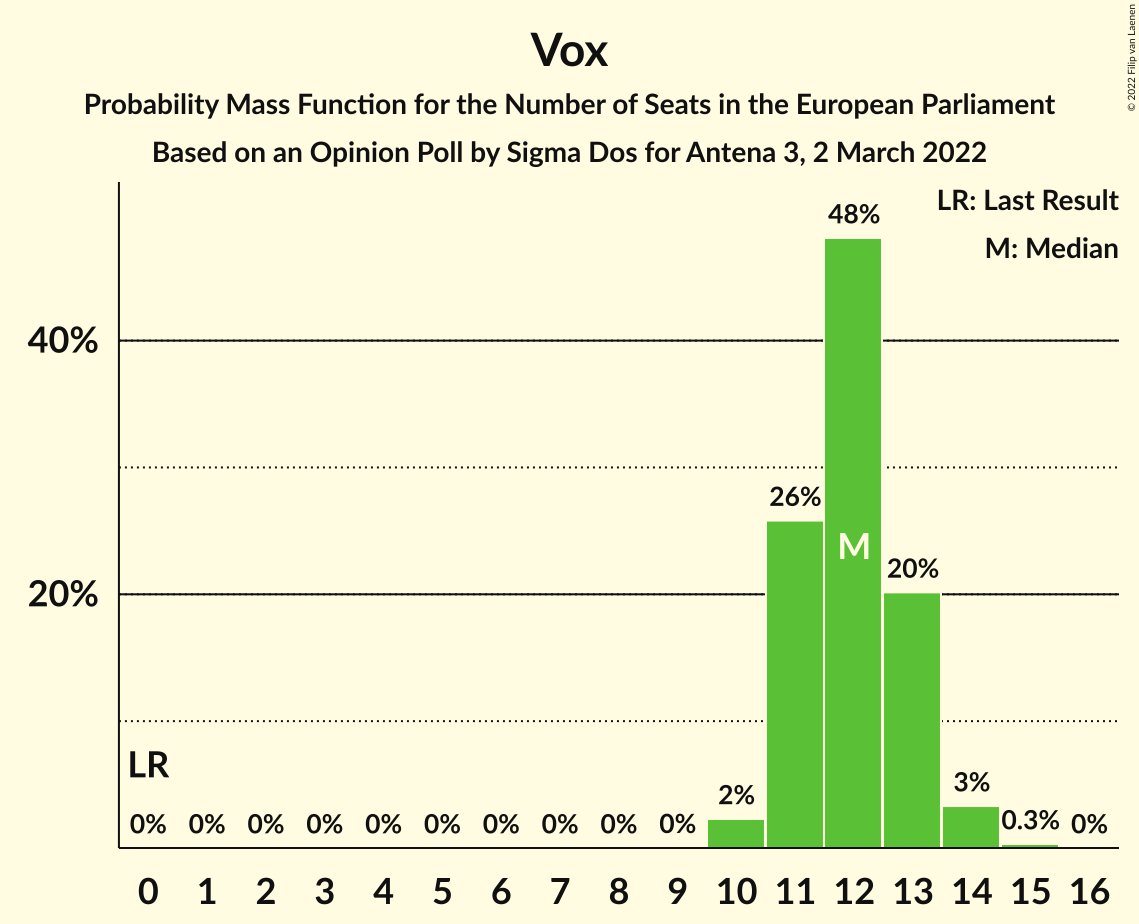 Vox
Probability Mass Function for the Number of Seats in the European Parliament
Based on an Opinion Poll by Sigma Dos for Antena 3, 2 March 2022
© 2022 Filip van Laenen
LR: Last Result
M: Median
48%
40%
26%
M
20%
20%
LR
3%
2%
0% 0% 0% 0% 0% 0% 0% 0% 0% 0% 0.3% 0%
0 1 2 3 4 5 6 7 8 9 10 11 12 13 14 15 16